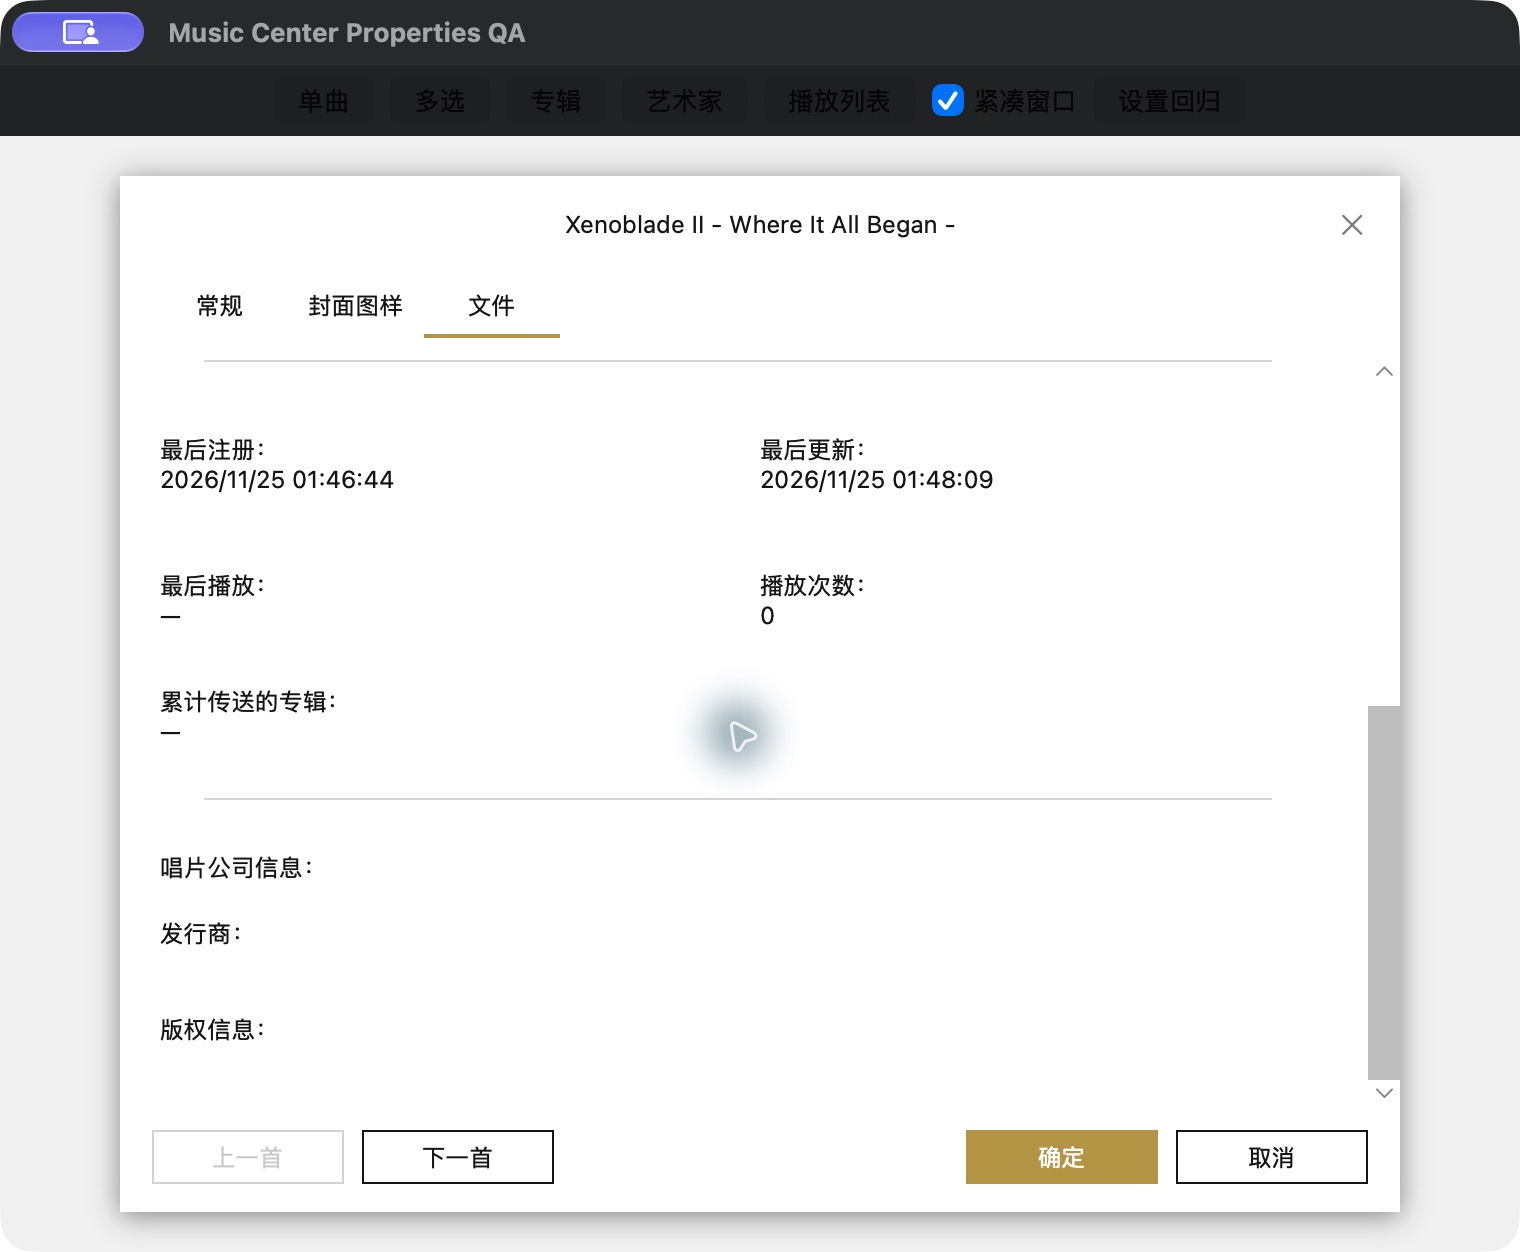 Music Center Properties QA
单曲 多选 专辑 艺术家 播放列表 紧凑窗口 设置回归
Xenoblade II - Where It All Began -
常规 封面图样 文件
最后注册：
2026/11/25 01:46:44
最后更新：
2026/11/25 01:48:09
最后播放：
—
播放次数：
0
累计传送的专辑：
—
唱片公司信息：
发行商：
版权信息：
上一首 下一首 确定 取消